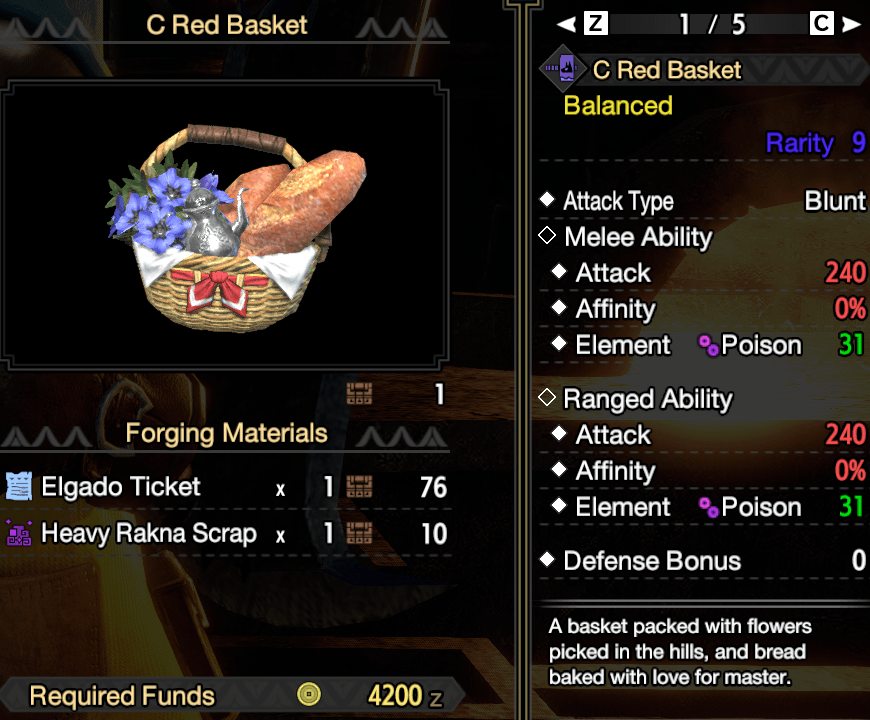 C Red Basket
1
Forging Materials
Elgado Ticket x 1 76
Heavy Rakna Scrap x 1 10
Required Funds 4200 z
Z 1 / 5 C
C Red Basket
Balanced
Rarity 9
Attack Type Blunt
Melee Ability
Attack 240
Affinity 0%
Element Poison 31
Ranged Ability
Attack 240
Affinity 0%
Element Poison 31
Defense Bonus 0
A basket packed with flowers
picked in the hills, and bread
baked with love for master.